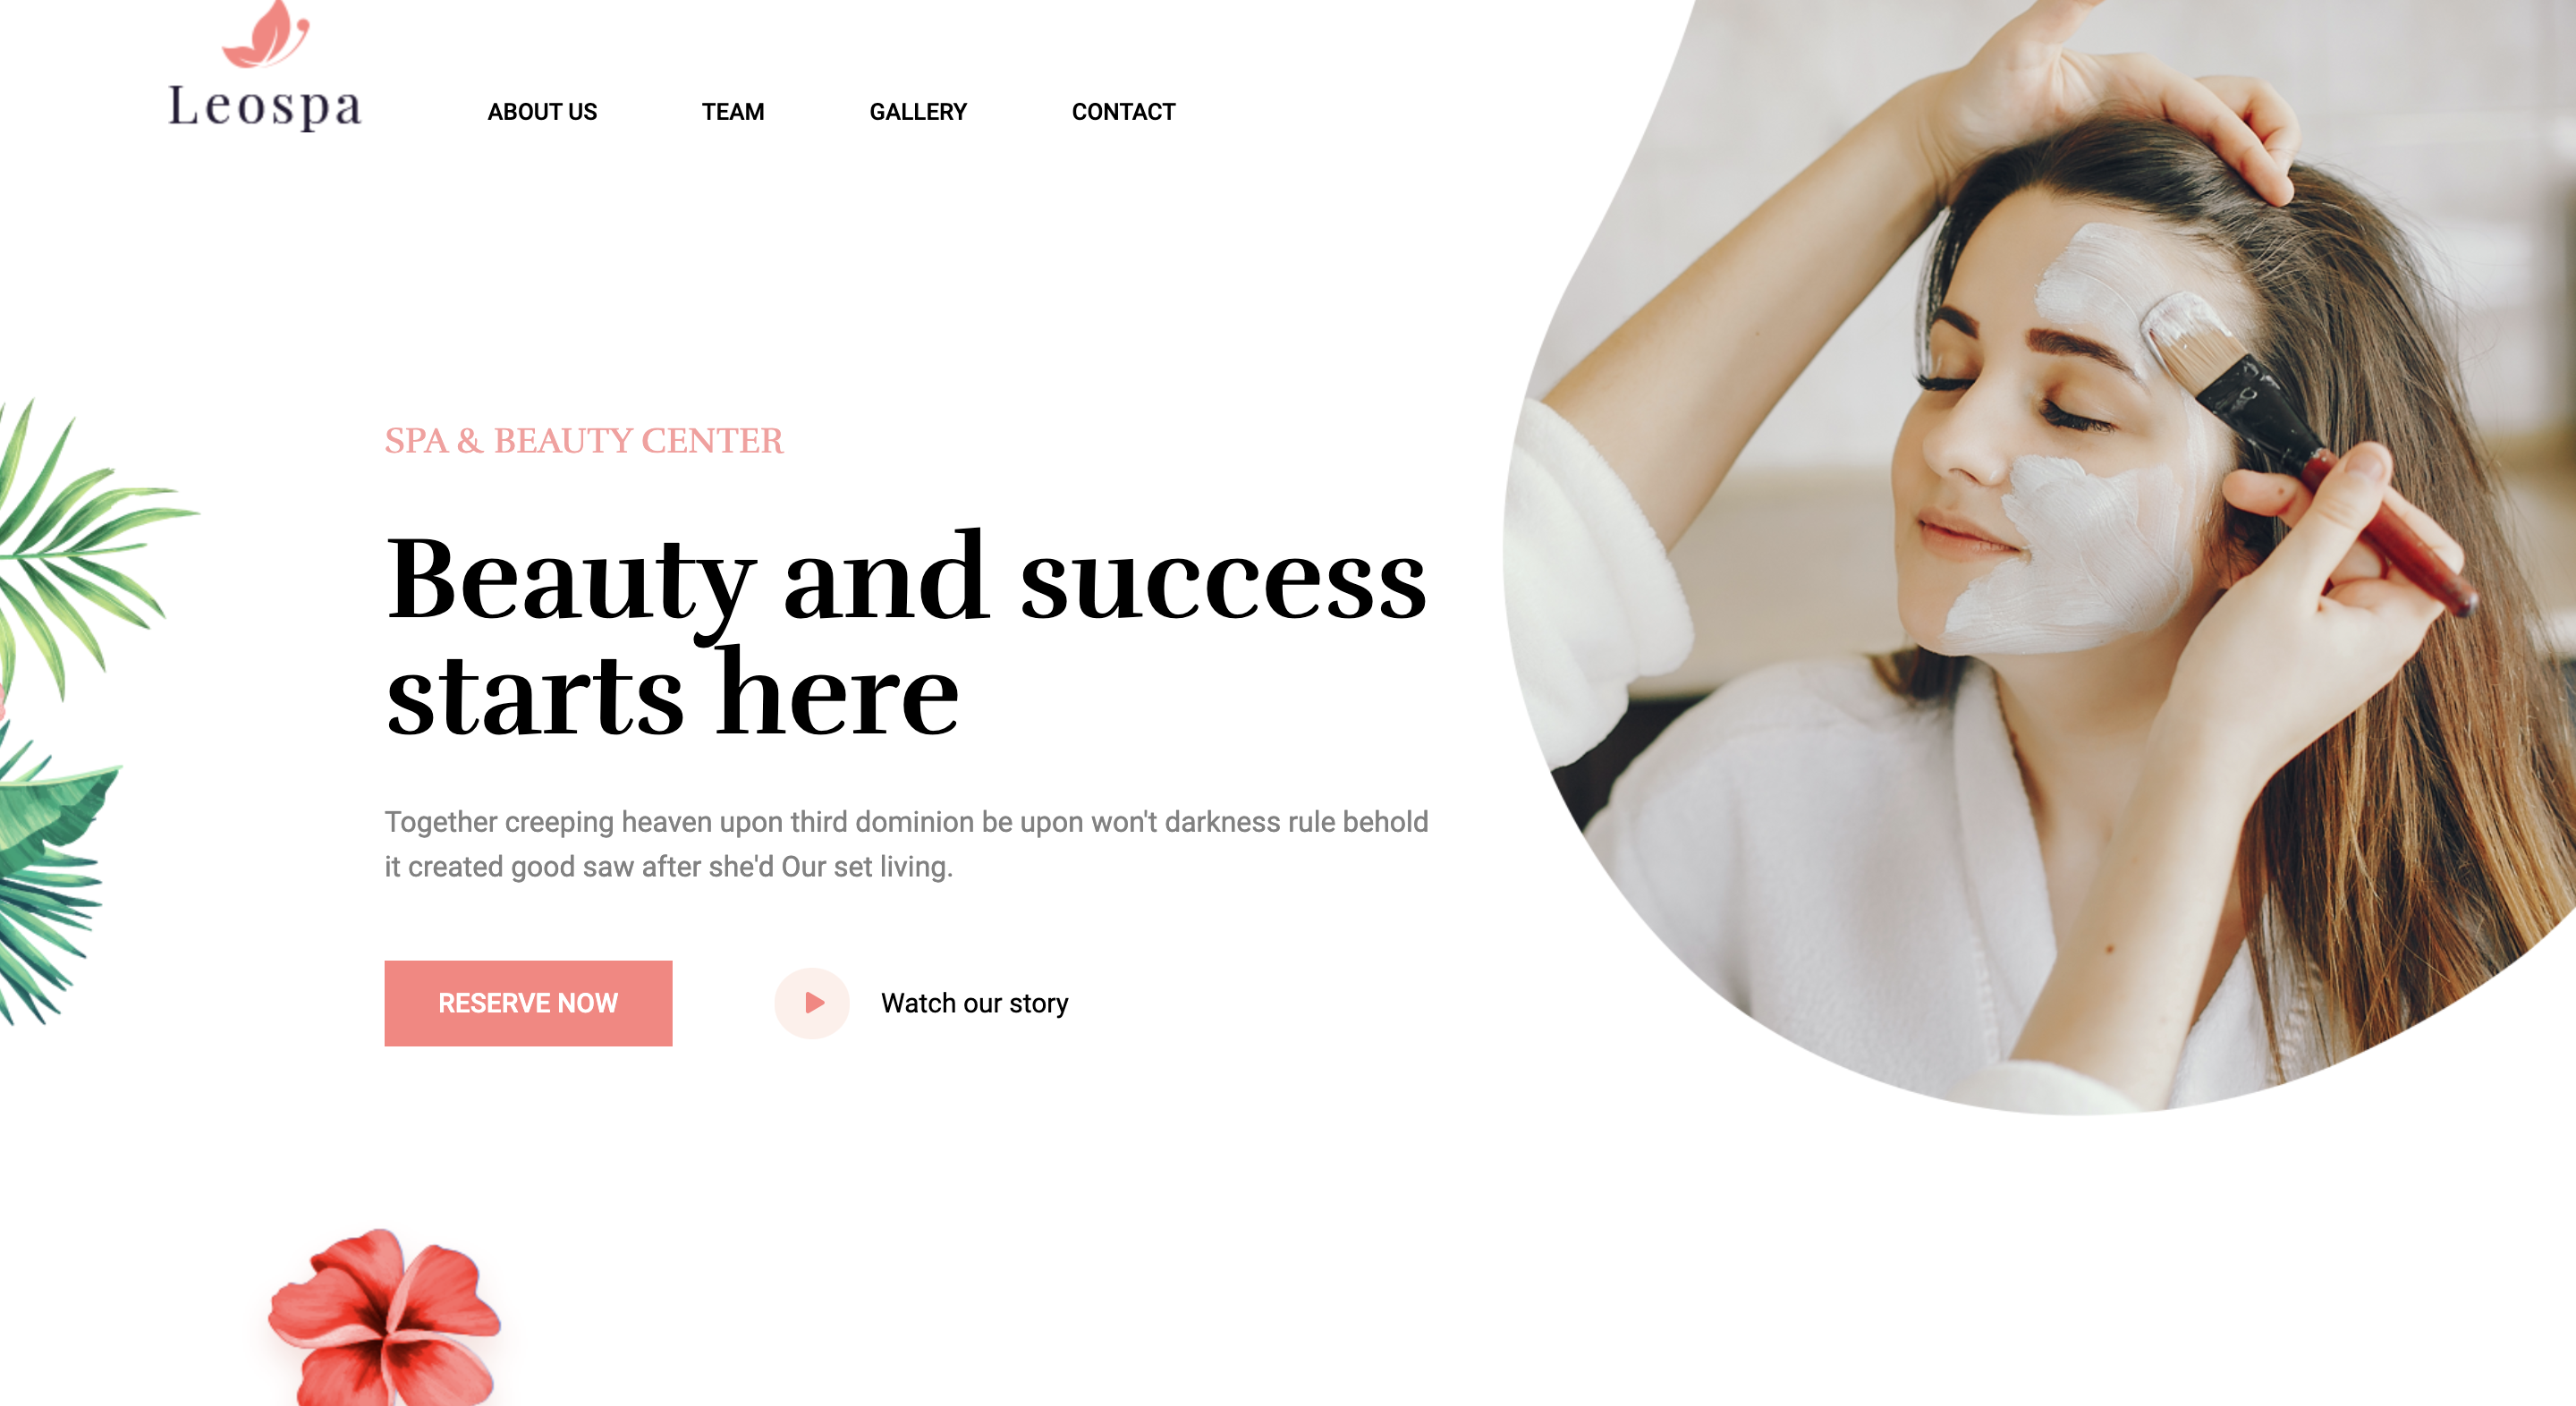 Leospa
ABOUT US
TEAM
GALLERY
CONTACT
SPA & BEAUTY CENTER
Beauty and success
starts here
Together creeping heaven upon third dominion be upon won't darkness rule behold
it created good saw after she'd Our set living.
RESERVE NOW
Watch our story